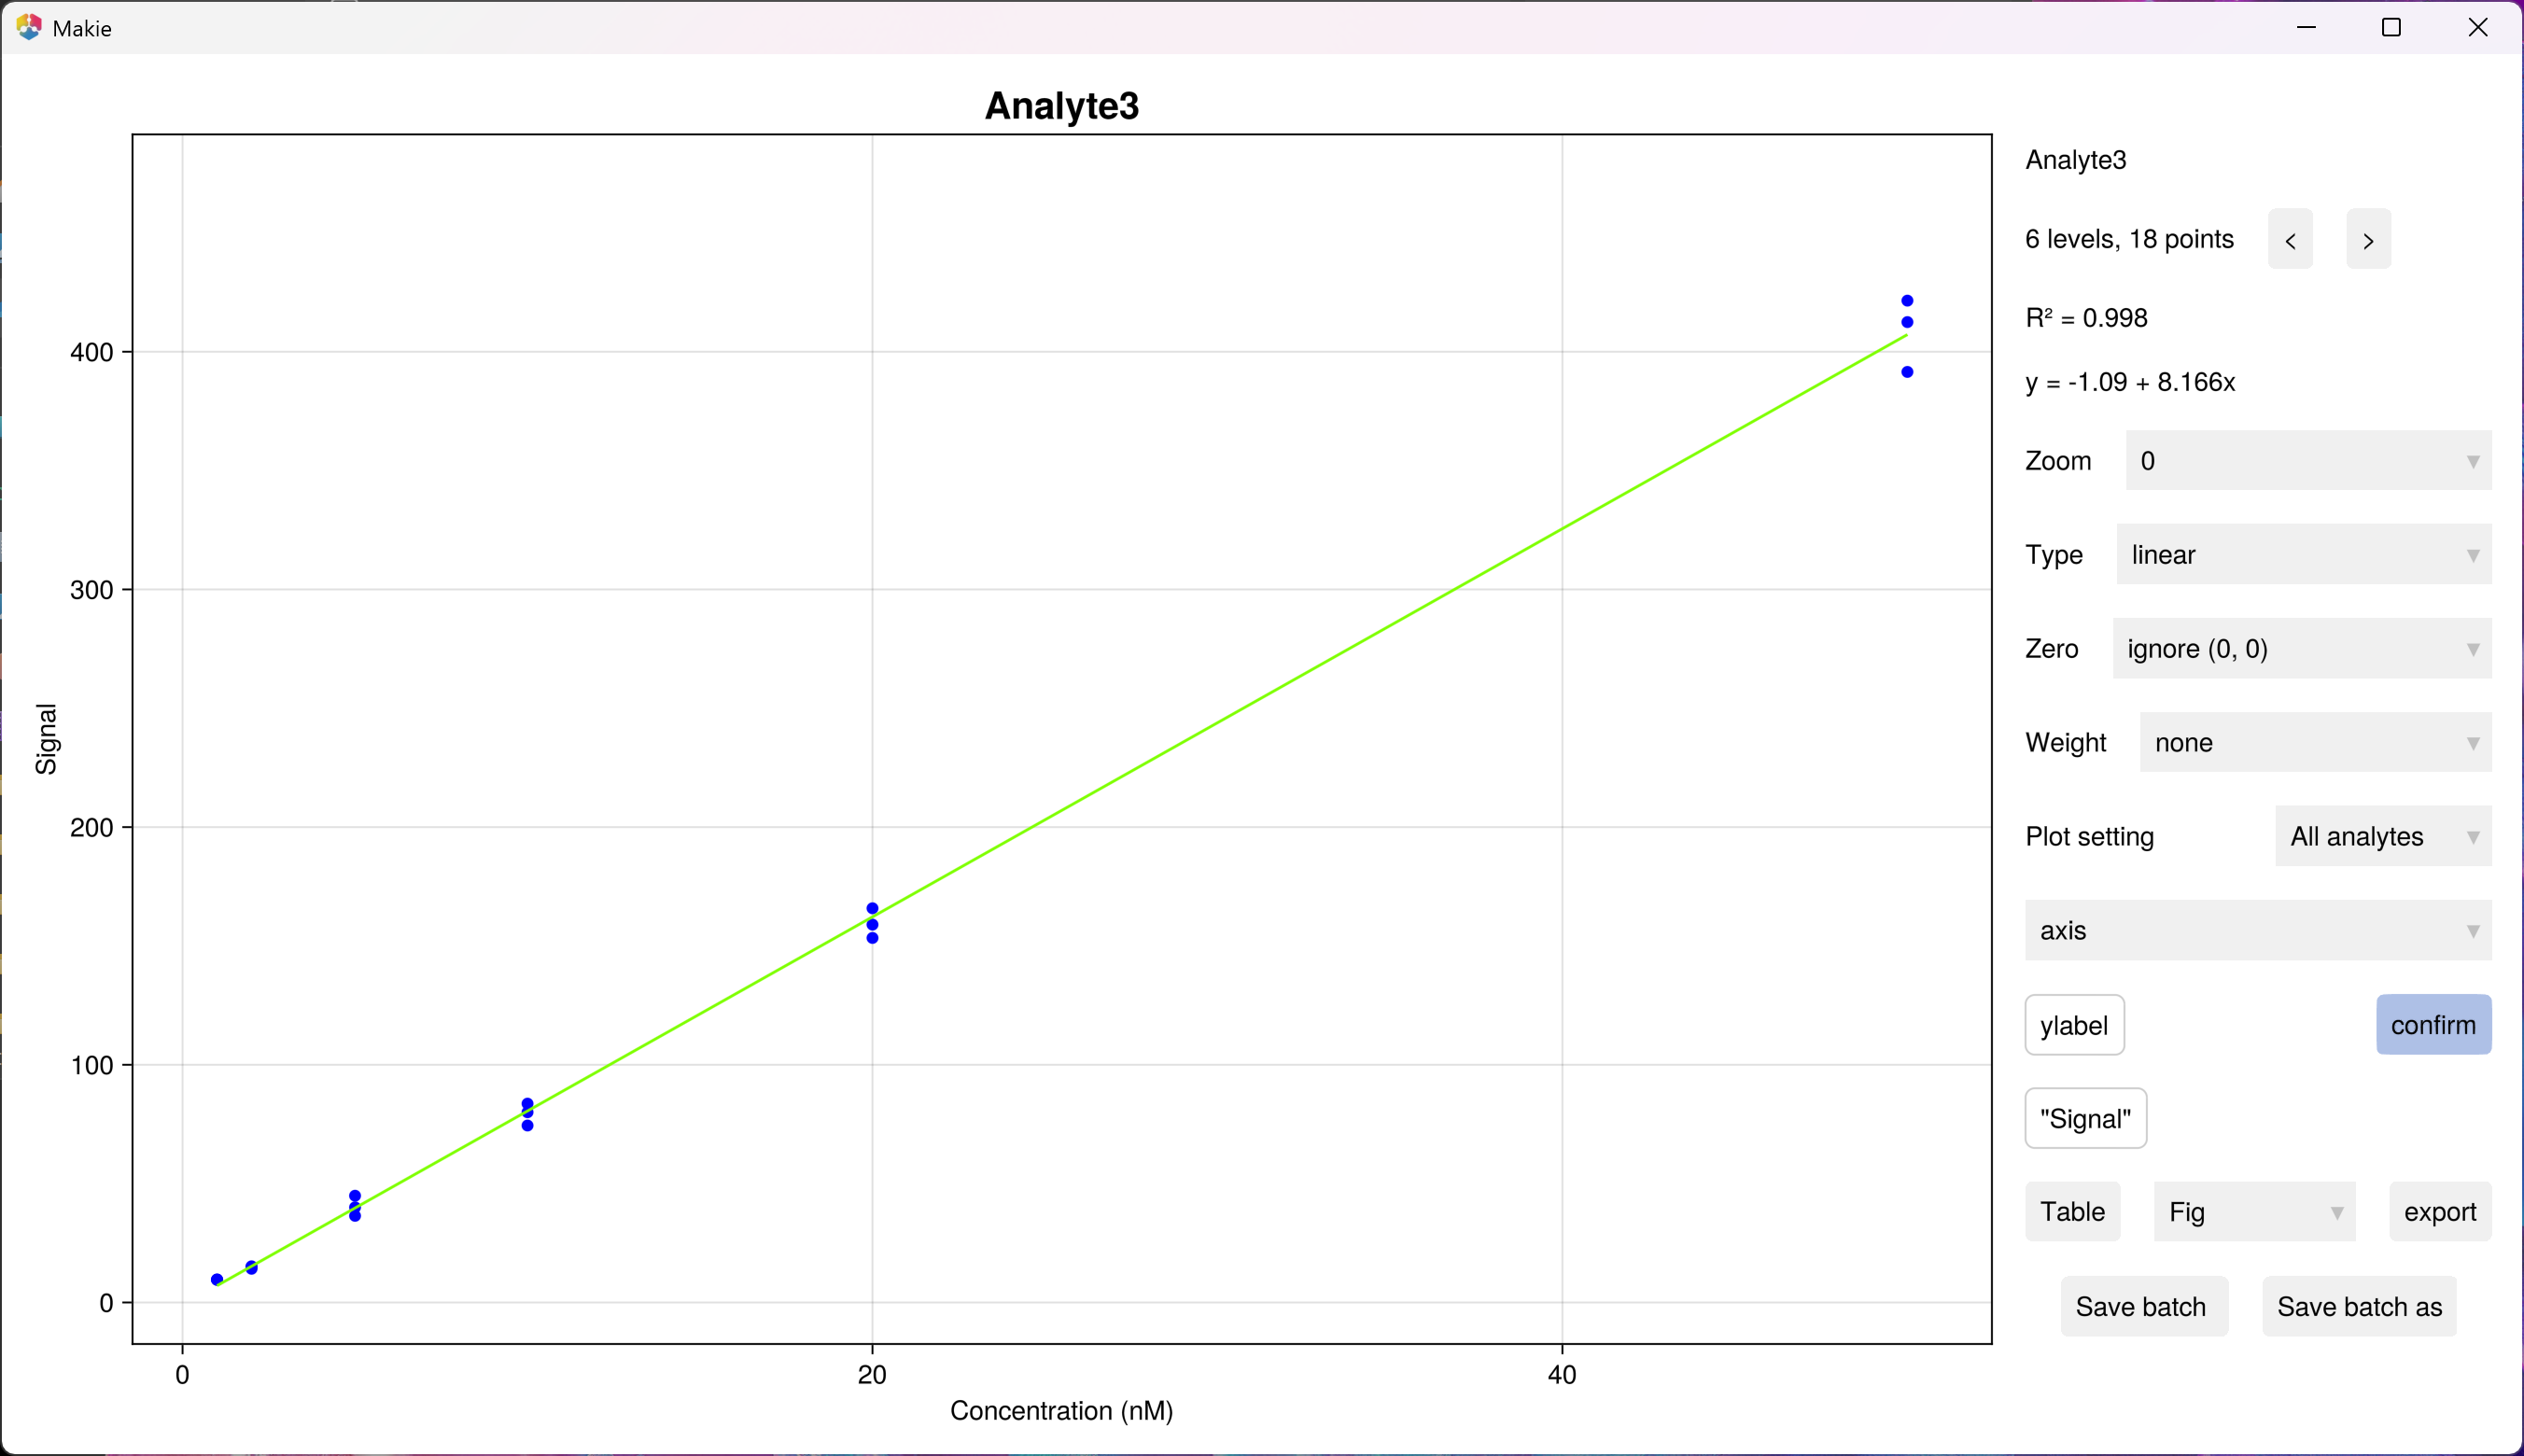 Makie
Analyte3
400
300
200
100
0
Signal
0 20 40
Concentration (nM)
Analyte3
6 levels, 18 points < >
R² = 0.998
y = -1.09 + 8.166x
Zoom 0
Type linear
Zero ignore (0, 0)
Weight none
Plot setting All analytes
axis
ylabel confirm
"Signal"
Table Fig export
Save batch Save batch as